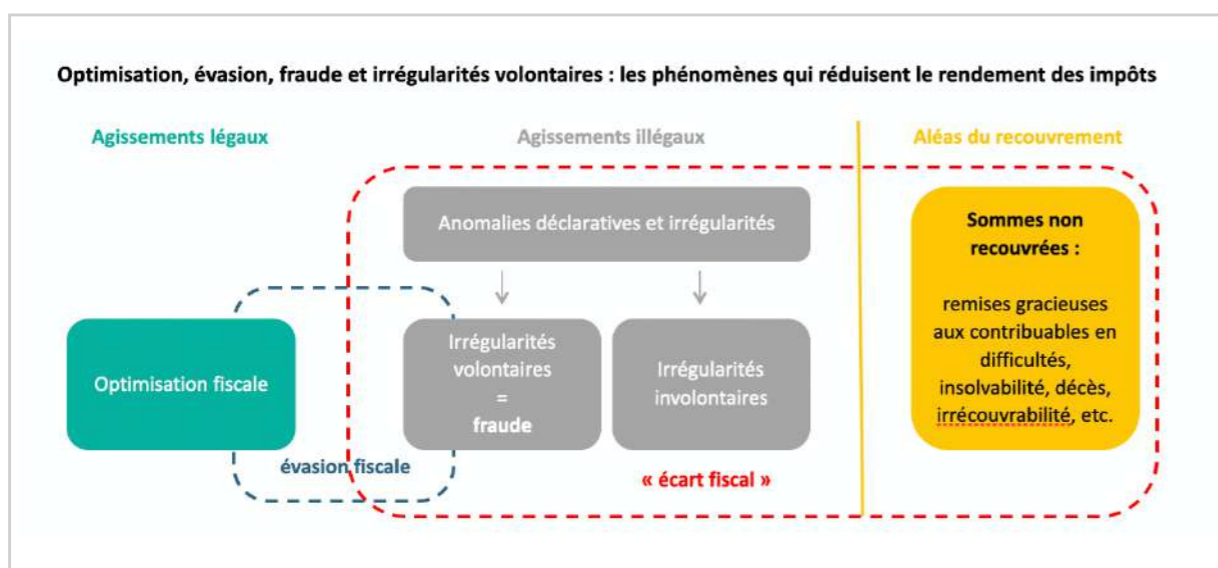 Optimisation, évasion, fraude et irrégularités volontaires : les phénomènes qui réduisent le rendement des impôts
Agissements légaux
Agissements illégaux
Aléas du recouvrement
Anomalies déclaratives et irrégularités
Optimisation fiscale
évasion fiscale
Irrégularités
volontaires
=
fraude
Irrégularités
involontaires
« écart fiscal »
Sommes non
recouvrées :
remises gracieuses
aux contribuables en
difficultés,
insolvabilité, décès,
irrécouvrabilité, etc.